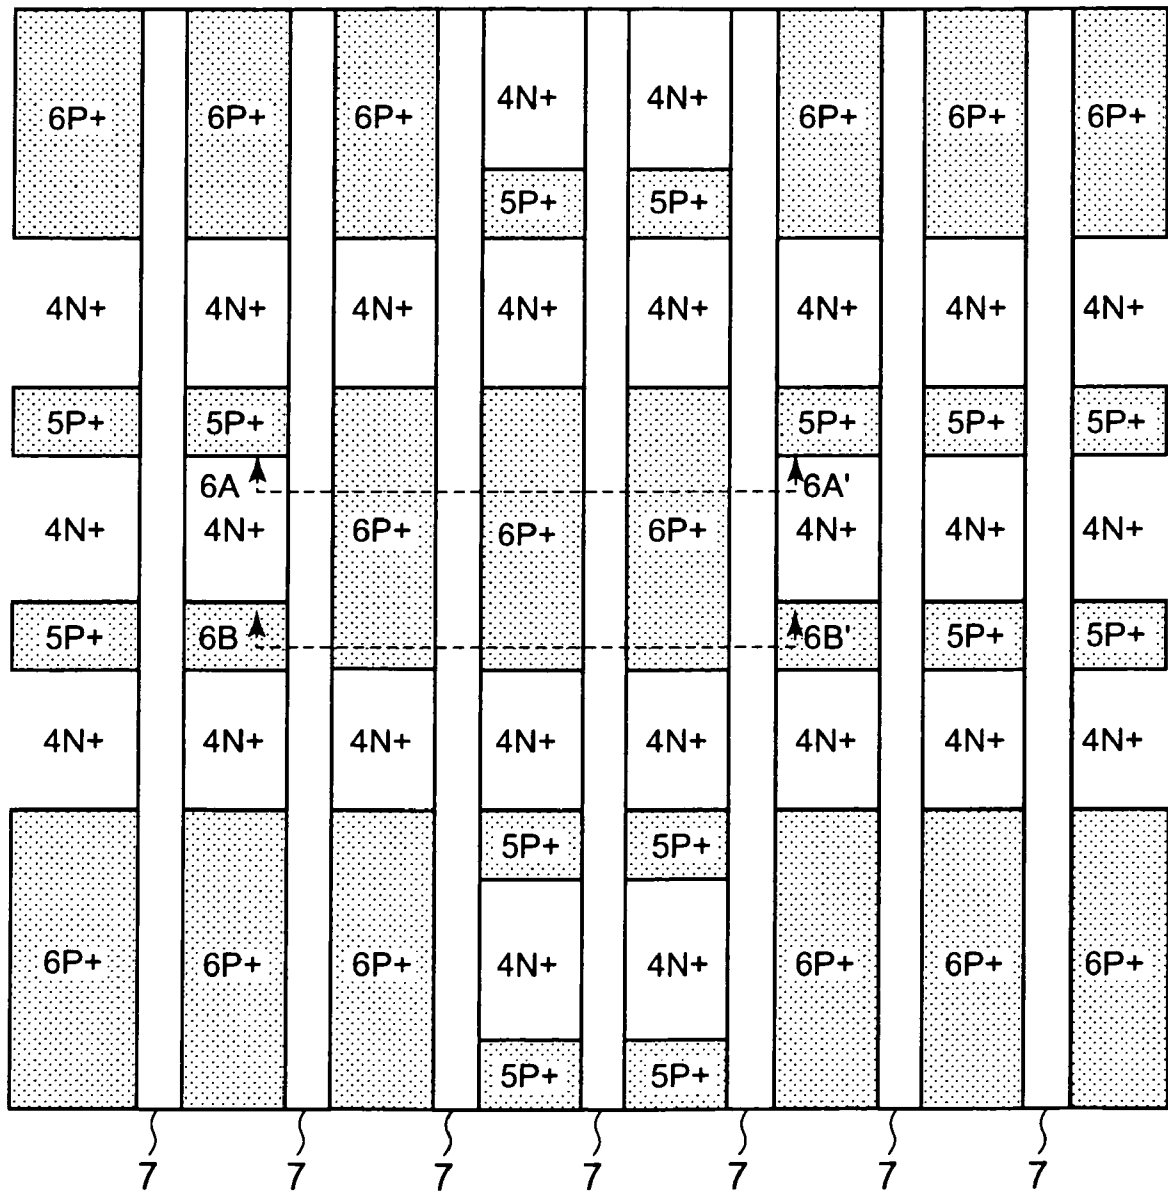 4N+ 4N+
6P+ 6P+ 6P+ 6P+ 6P+ 6P+
5P+ 5P+
4N+ 4N+ 4N+ 4N+ 4N+ 4N+ 4N+ 4N+
5P+ 5P+ 5P+ 5P+ 5P+
6A 6A'
4N+ 4N+ 6P+ 6P+ 6P+ 4N+ 4N+ 4N+
5P+ 6B 6B' 5P+ 5P+
4N+ 4N+ 4N+ 4N+ 4N+ 4N+ 4N+ 4N+
5P+ 5P+
6P+ 6P+ 6P+ 4N+ 4N+ 6P+ 6P+ 6P+
5P+ 5P+
7 7 7 7 7 7 7